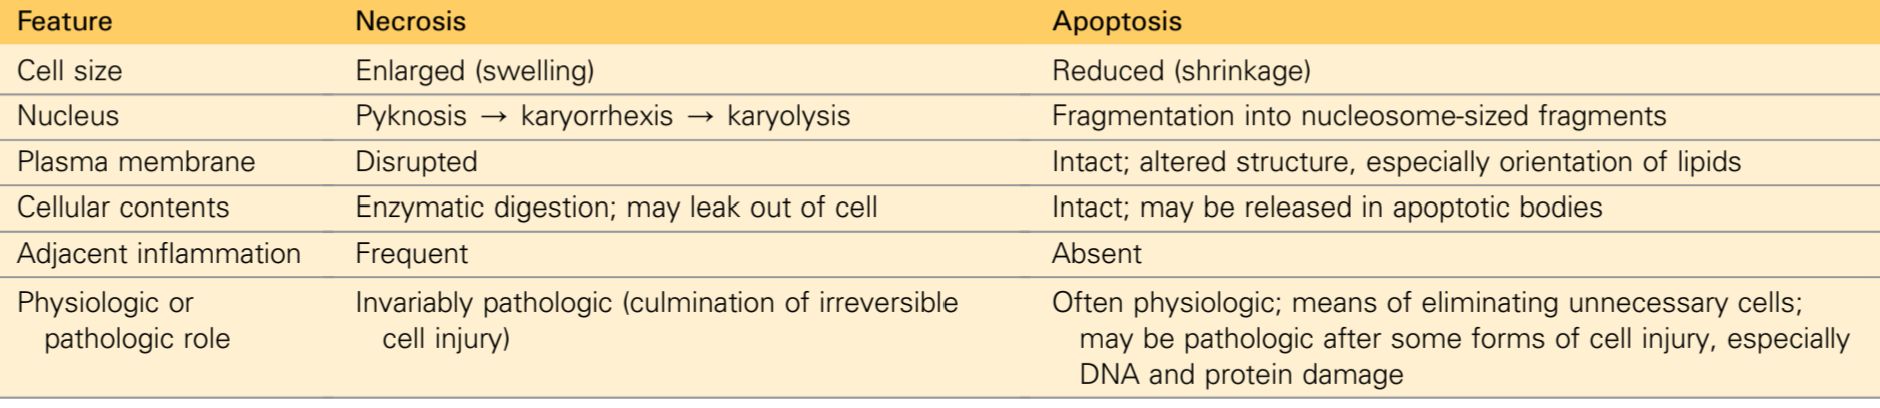 Feature Necrosis Apoptosis
Cell size Enlarged (swelling) Reduced (shrinkage)
Nucleus Pyknosis → karyorrhexis → karyolysis Fragmentation into nucleosome-sized fragments
Plasma membrane Disrupted Intact; altered structure, especially orientation of lipids
Cellular contents Enzymatic digestion; may leak out of cell Intact; may be released in apoptotic bodies
Adjacent inflammation Frequent Absent
Physiologic or Invariably pathologic (culmination of irreversible Often physiologic; means of eliminating unnecessary cells;
pathologic role cell injury) may be pathologic after some forms of cell injury, especially
DNA and protein damage